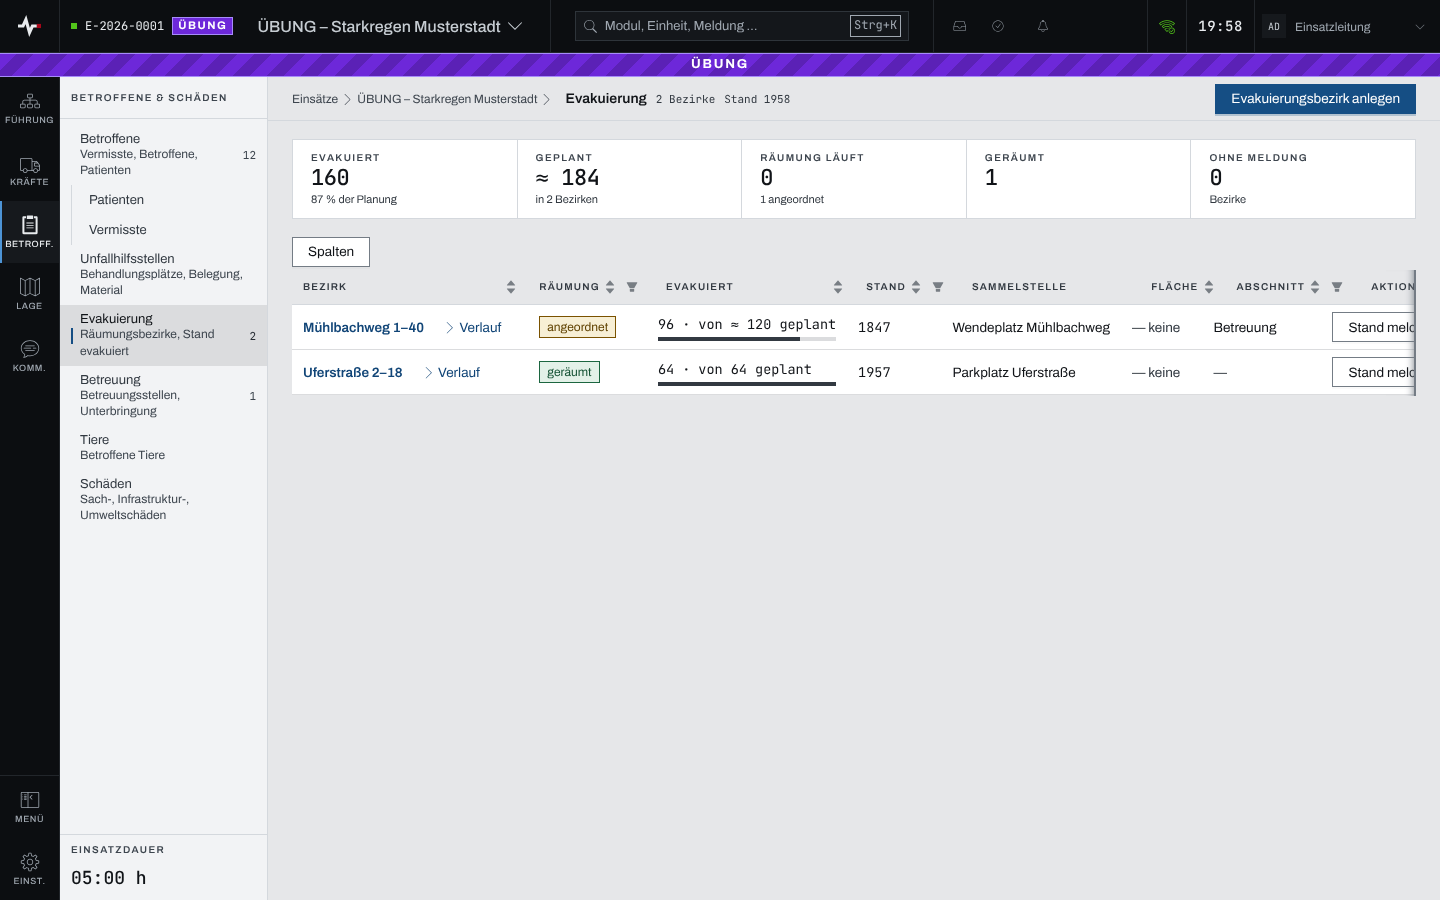 E-2026-0001 ÜBUNG ÜBUNG – Starkregen Musterstadt Modul, Einheit, Meldung ... Strg+K 19:58 AD Einsatzleitung
ÜBUNG
FÜHRUNG
KRÄFTE
BETROFF.
LAGE
KOMM.
MENÜ
EINST.
BETROFFENE & SCHÄDEN
Betroffene
Vermisste, Betroffene, 12
Patienten
Patienten
Vermisste
Unfallhilfsstellen
Behandlungsplätze, Belegung,
Material
Evakuierung
Räumungsbezirke, Stand 2
evakuiert
Betreuung
Betreuungsstellen, 1
Unterbringung
Tiere
Betroffene Tiere
Schäden
Sach-, Infrastruktur-,
Umweltschäden
EINSATZDAUER
05:00 h
Einsätze ÜBUNG – Starkregen Musterstadt Evakuierung 2 Bezirke Stand 1958 Evakuierungsbezirk anlegen
EVAKUIERT GEPLANT RÄUMUNG LÄUFT GERÄUMT OHNE MELDUNG
160 ≈ 184 0 1 0
87 % der Planung in 2 Bezirken 1 angeordnet Bezirke
Spalten
BEZIRK RÄUMUNG EVAKUIERT STAND SAMMELSTELLE FLÄCHE ABSCHNITT AKTION
Mühlbachweg 1–40 Verlauf angeordnet 96 · von ≈ 120 geplant 1847 Wendeplatz Mühlbachweg — keine Betreuung Stand meld
Uferstraße 2–18 Verlauf geräumt 64 · von 64 geplant 1957 Parkplatz Uferstraße — keine — Stand meld